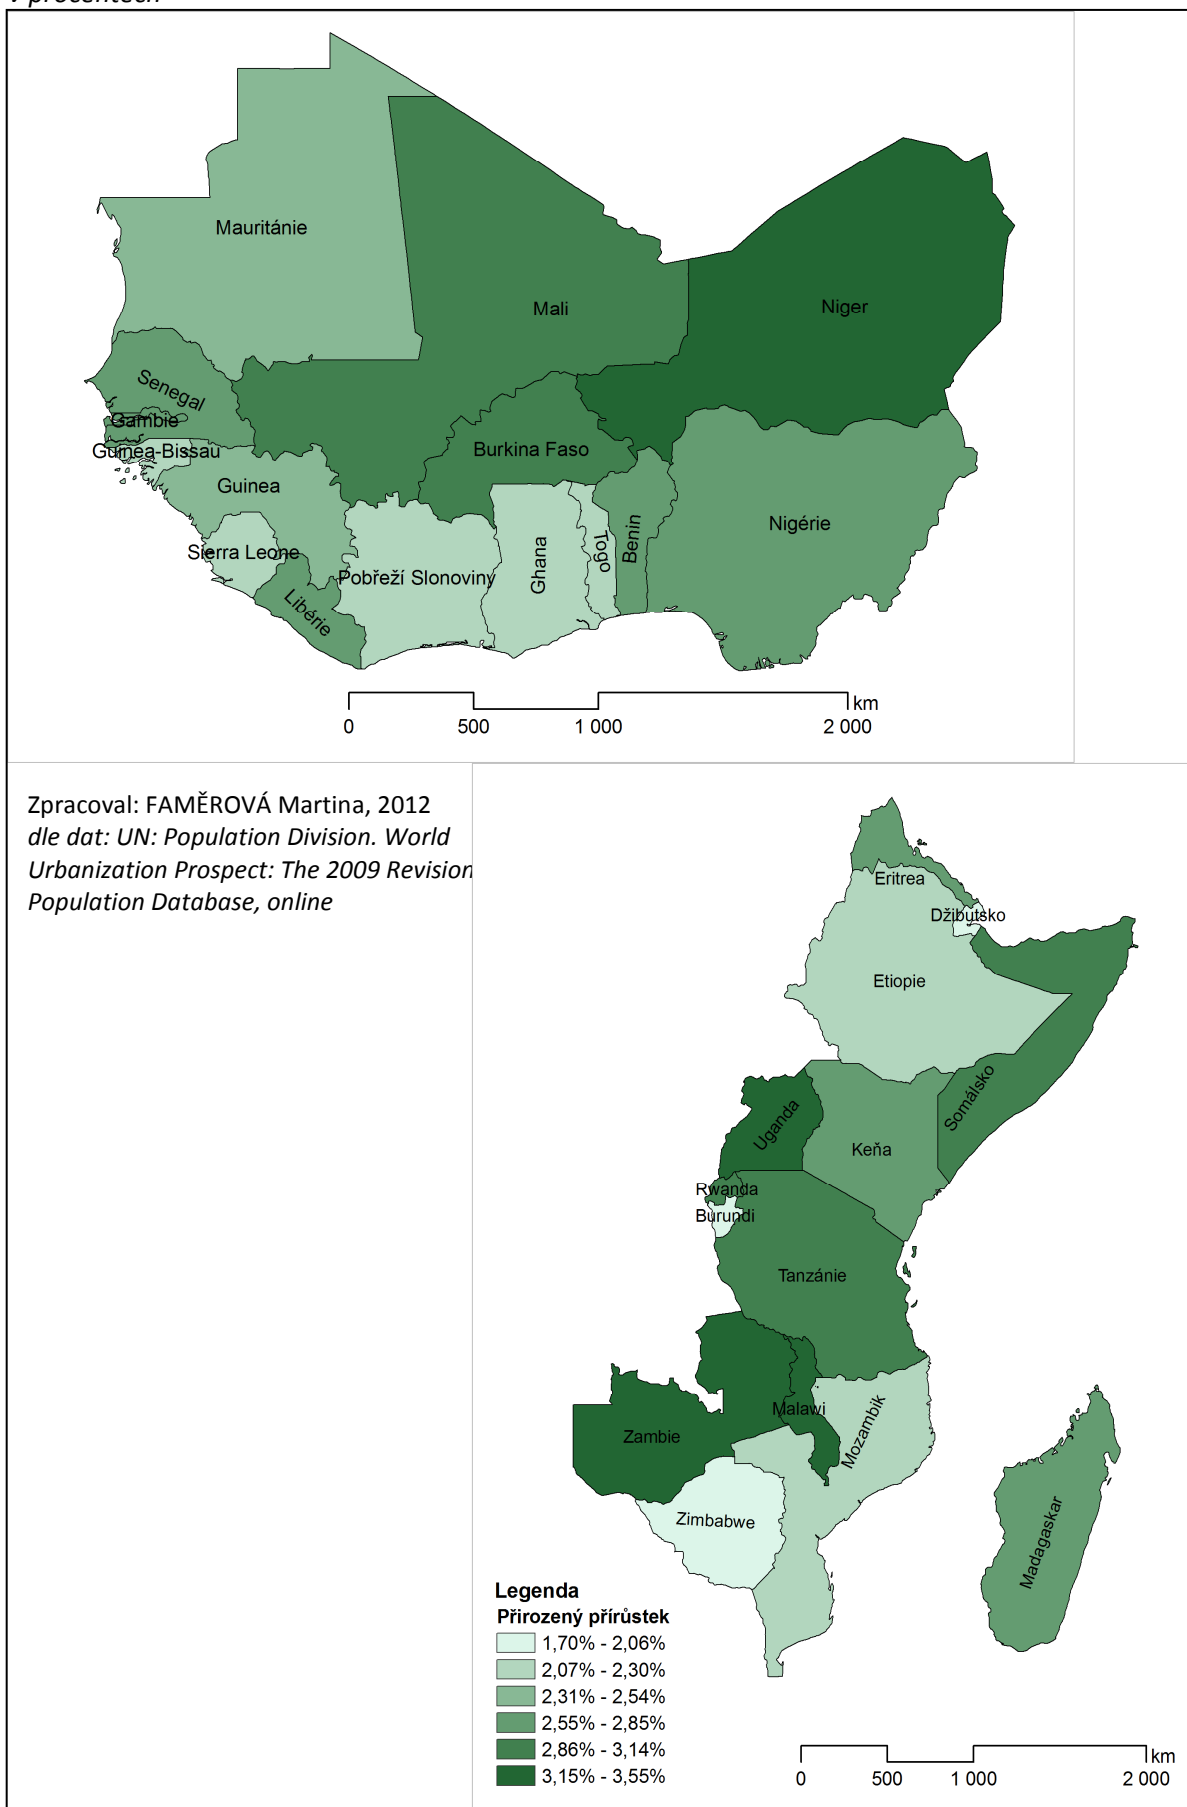 v procentech
Mauritánie
Mali
Niger
Senegal
Gambie
Guinea-Bissau
Burkina Faso
Guinea
Nigérie
Sierra Leone
Pobřeží Slonoviny
Ghana
Togo
Benin
Libérie
km
0 500 1 000 2 000
Zpracoval: FAMĚROVÁ Martina, 2012
dle dat: UN: Population Division. World
Urbanization Prospect: The 2009 Revision
Population Database, online
Eritrea
Džibutsko
Etiopie
Somálsko
Uganda
Keňa
Rwanda
Burundi
Tanzánie
Malawi
Zambie
Mozambik
Zimbabwe
Madagaskar
Legenda
Přirozený přírůstek
1,70% - 2,06%
2,07% - 2,30%
2,31% - 2,54%
2,55% - 2,85%
2,86% - 3,14%
3,15% - 3,55%
km
0 500 1 000 2 000